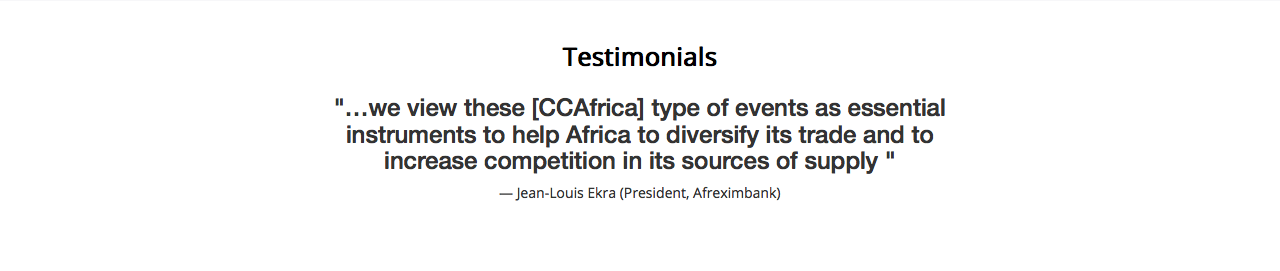 Testimonials
"…we view these [CCAfrica] type of events as essential
instruments to help Africa to diversify its trade and to
increase competition in its sources of supply "
— Jean-Louis Ekra (President, Afreximbank)